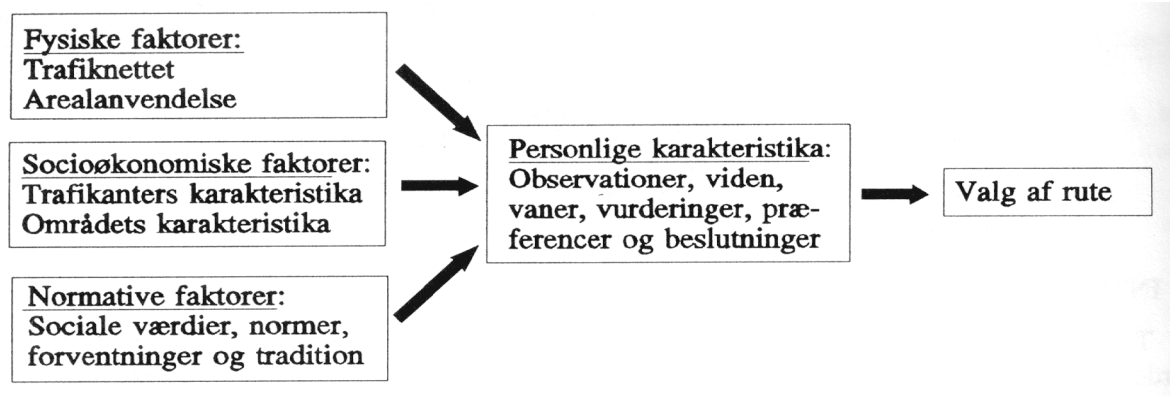 Fysiske faktorer:
Trafiknettet
Arealanvendelse
Socioøkonomiske faktorer:
Trafikanters karakteristika
Områdets karakteristika
Normative faktorer:
Sociale værdier, normer,
forventninger og tradition
Personlige karakteristika:
Observationer, viden,
vaner, vurderinger, præ-
ferencer og beslutninger
Valg af rute